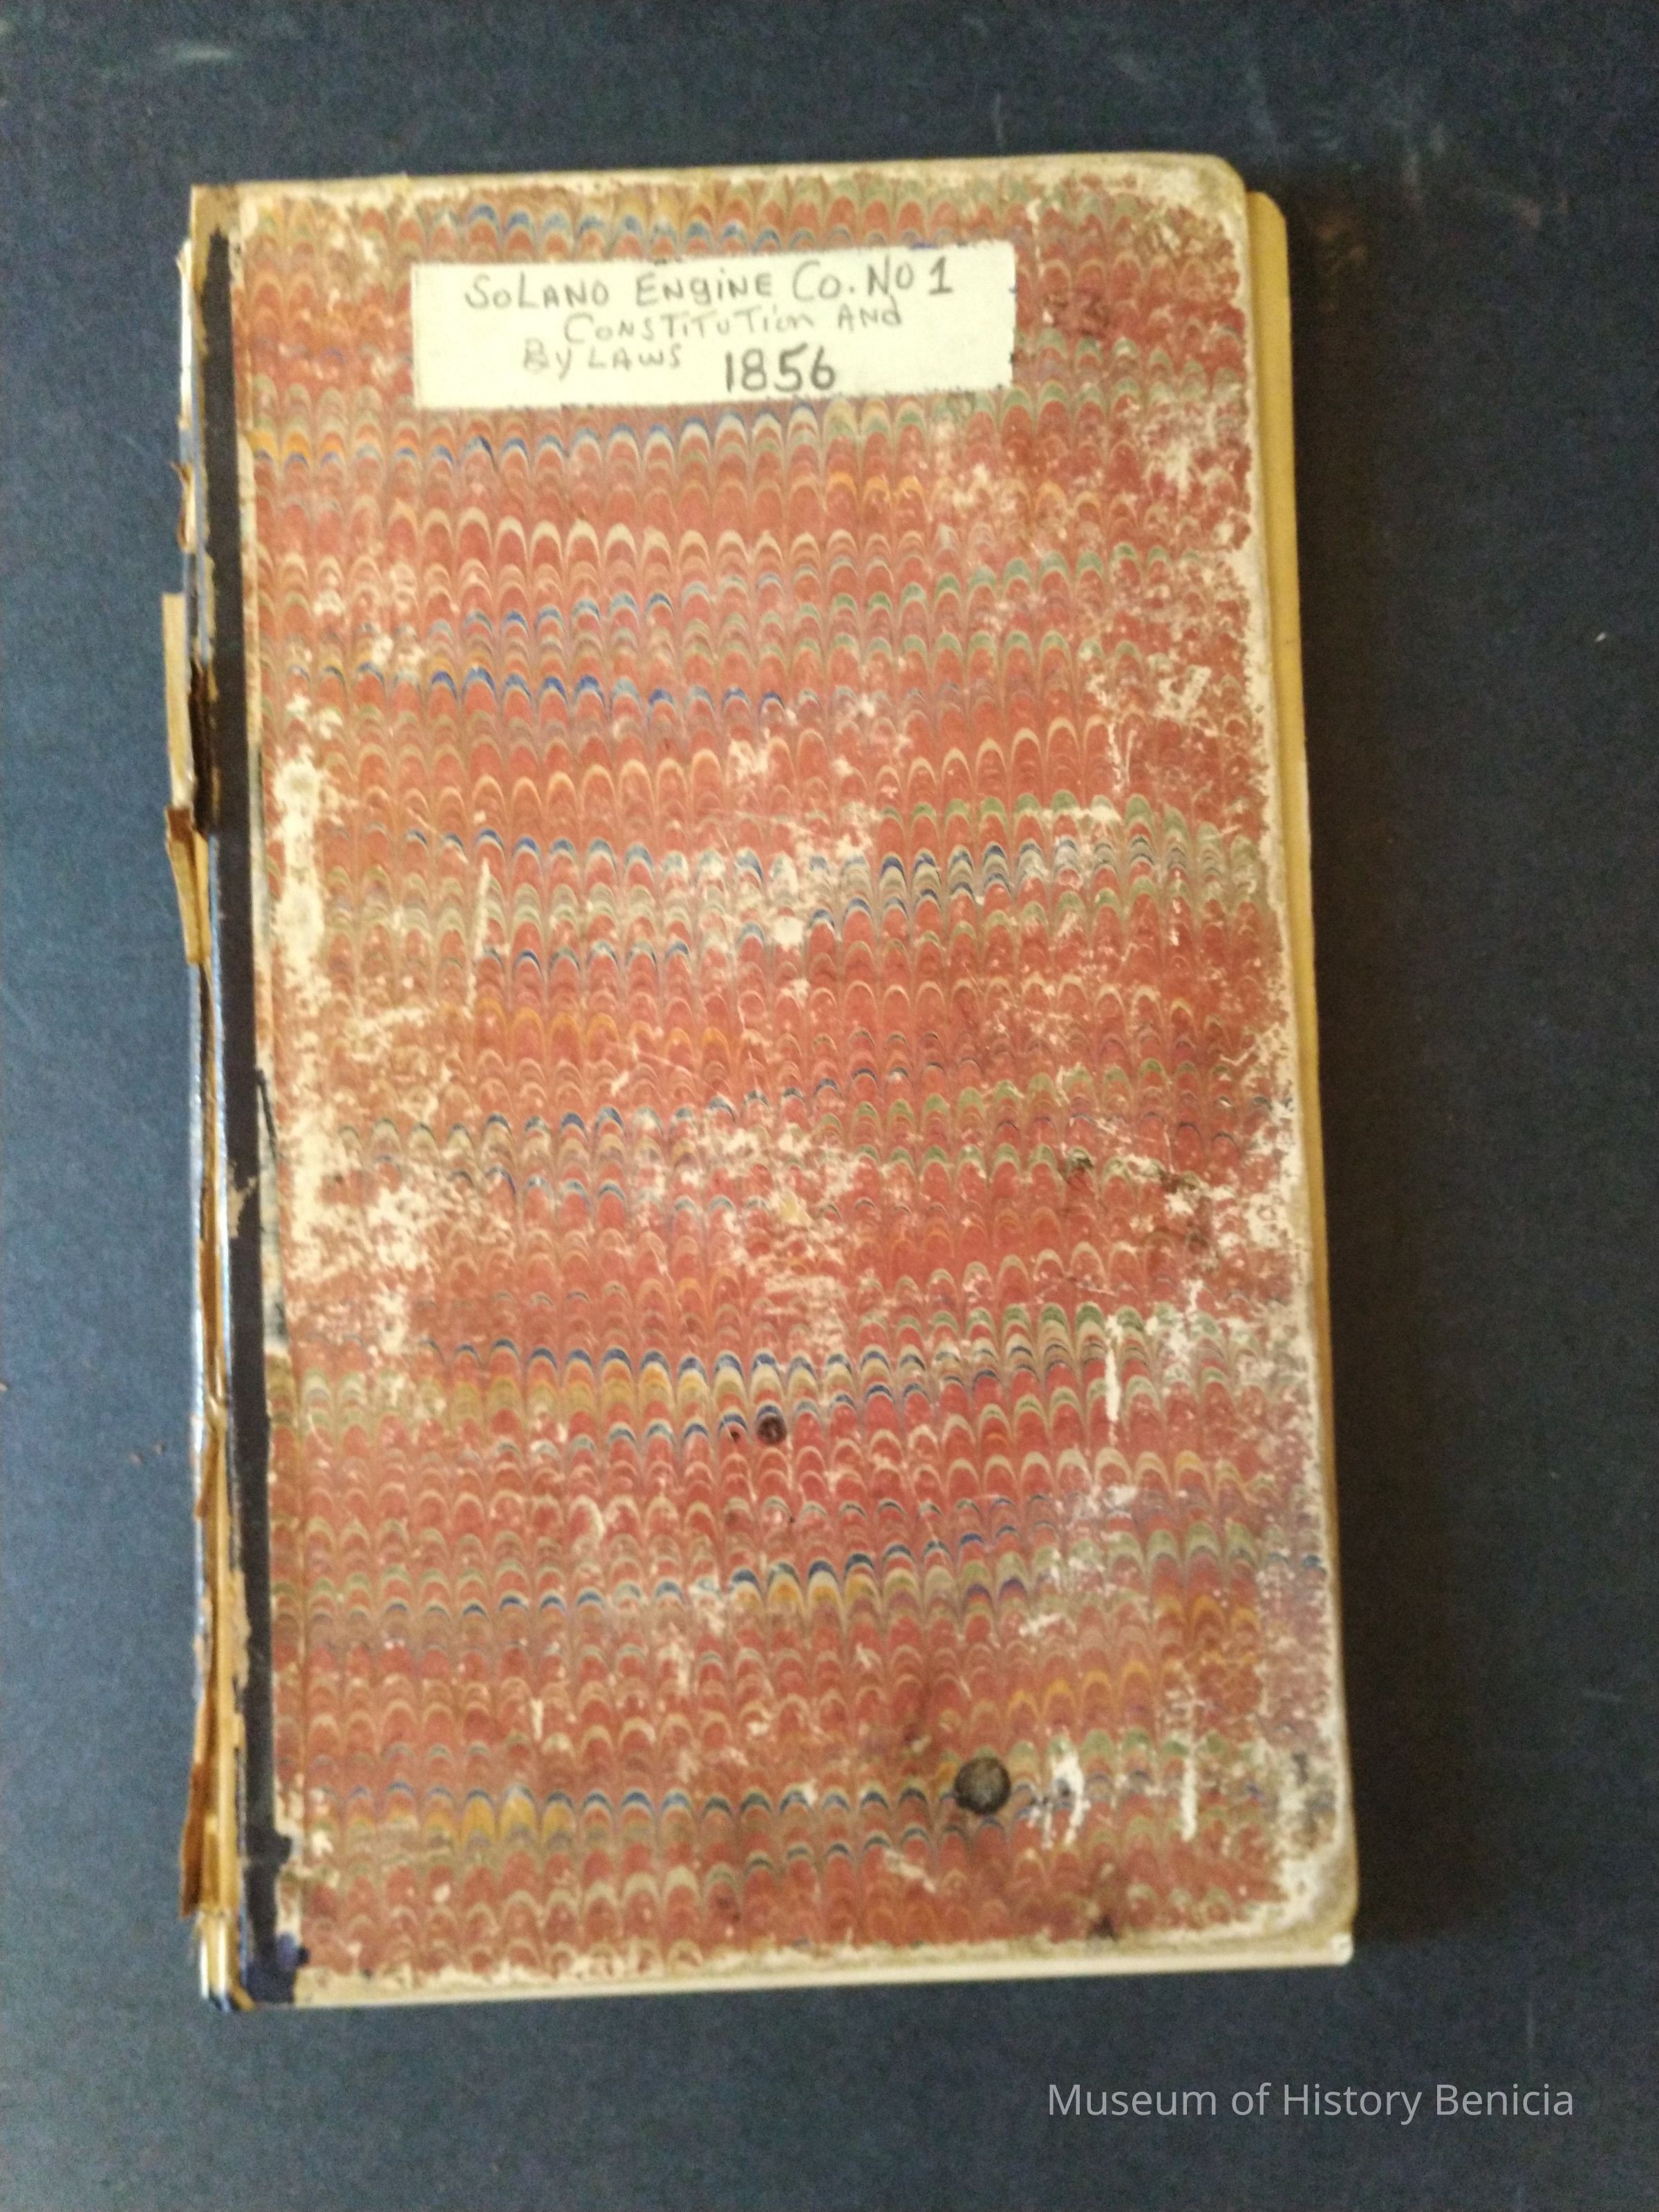 SOLANO ENGINE CO. NO 1
CONSTITUTION AND
BY LAWS 1856
Museum of History Benicia